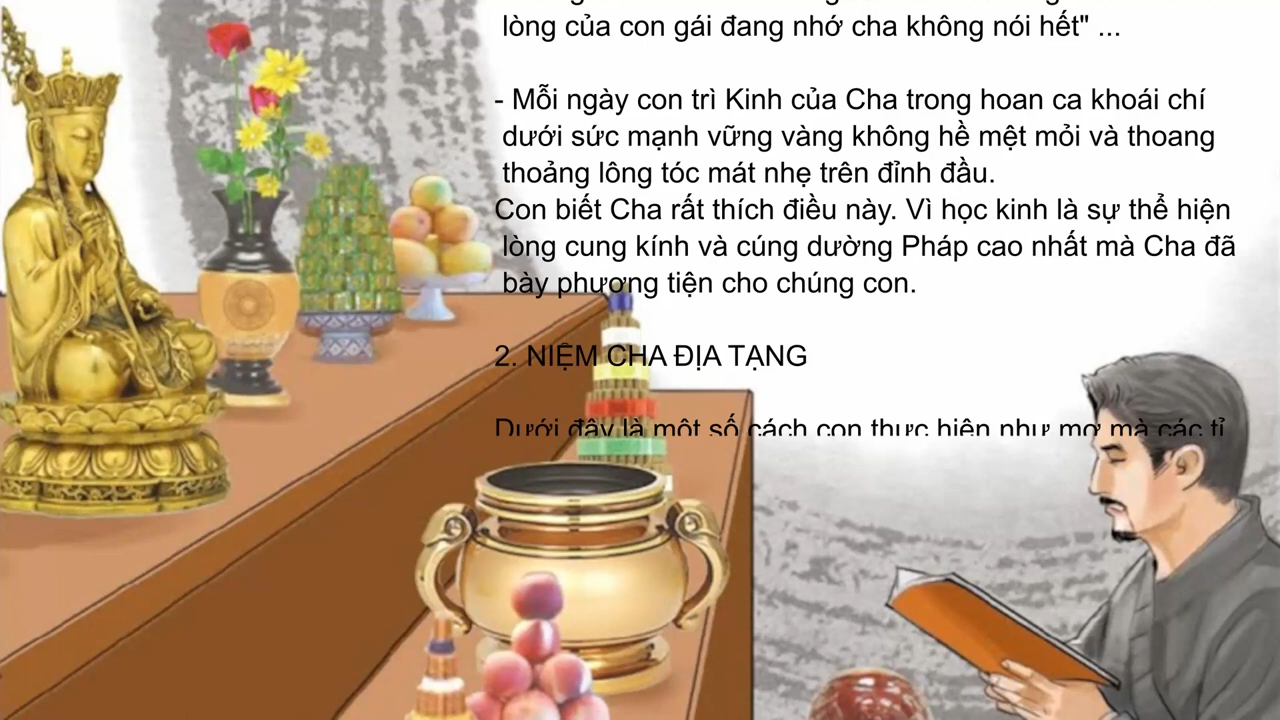 lòng của con gái đang nhớ cha không nói hết" ...
- Mỗi ngày con trì Kinh của Cha trong hoan ca khoái chí
dưới sức mạnh vững vàng không hề mệt mỏi và thoang
thoảng lông tóc mát nhẹ trên đỉnh đầu.
Con biết Cha rất thích điều này. Vì học kinh là sự thể hiện
lòng cung kính và cúng dường Pháp cao nhất mà Cha đã
bày phương tiện cho chúng con.
2. NIỆM CHA ĐỊA TẠNG
Dưới đây là một số cách con thực hiện như mơ mà các tỉ